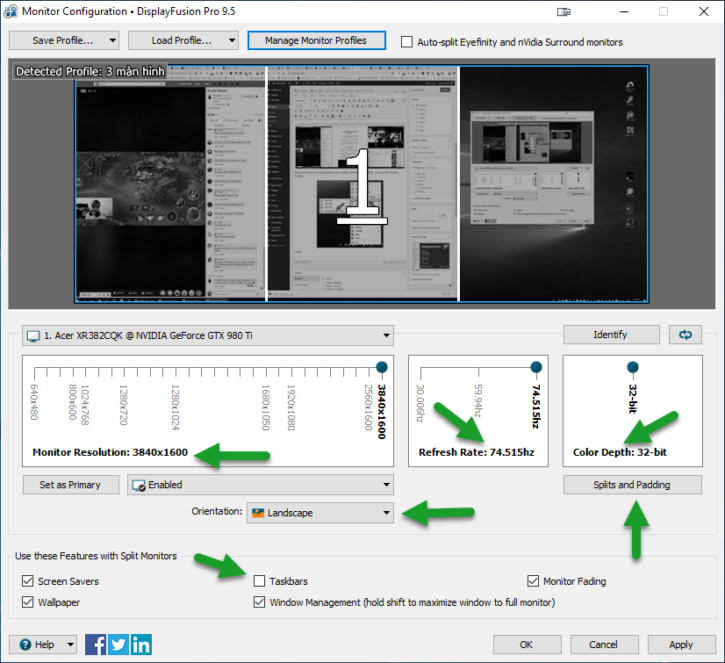 Monitor Configuration • DisplayFusion Pro 9.5
Save Profile... Load Profile... Manage Monitor Profiles Auto-split Eyefinity and nVidia Surround monitors
Detected Profile: 3 màn hình
1
1. Acer XR382CQK @ NVIDIA GeForce GTX 980 Ti
Identify
640x480 800x600 1024x768 1280x720 1280x1024 1680x1050 1920x1080 2560x1600 3840x1600
30.006hz 59.94hz 74.515hz
32-bit
Monitor Resolution: 3840x1600
Refresh Rate: 74.515hz
Color Depth: 32-bit
Set as Primary Enabled Splits and Padding
Orientation: Landscape
Use these Features with Split Monitors
Screen Savers Taskbars Monitor Fading
Wallpaper Window Management (hold shift to maximize window to full monitor)
Help f in OK Cancel Apply